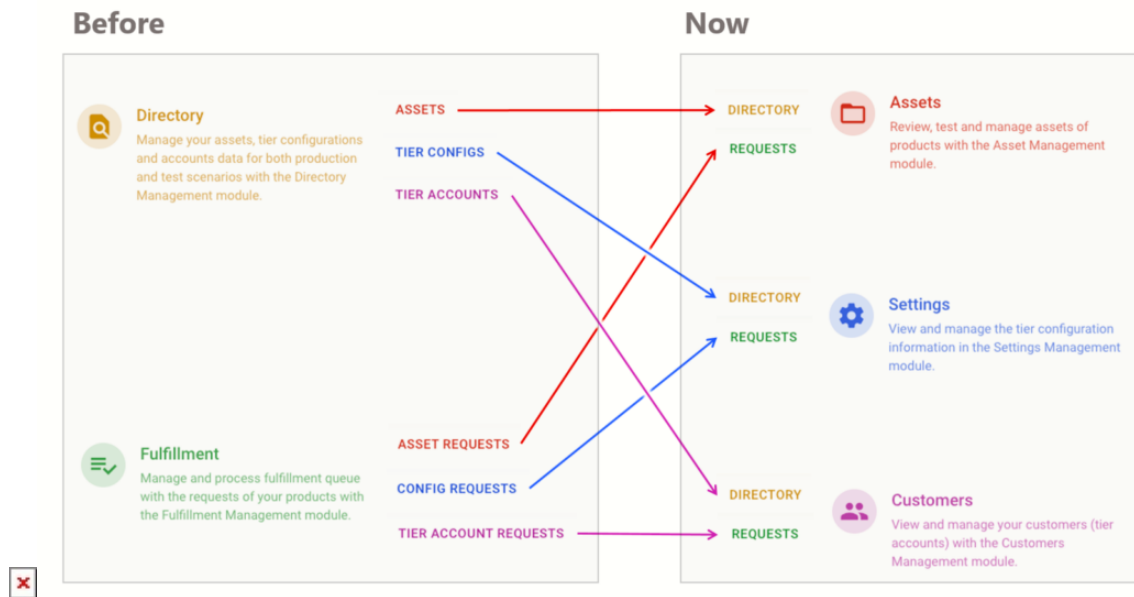 Before
Now
Directory
Manage your assets, tier configurations
and accounts data for both production
and test scenarios with the Directory
Management module.
ASSETS
TIER CONFIGS
TIER ACCOUNTS
Fulfillment
Manage and process fulfillment queue
with the requests of your products with
the Fulfillment Management module.
ASSET REQUESTS
CONFIG REQUESTS
TIER ACCOUNT REQUESTS
DIRECTORY
REQUESTS
Assets
Review, test and manage assets of
products with the Asset Management
module.
DIRECTORY
REQUESTS
Settings
View and manage the tier configuration
information in the Settings Management
module.
DIRECTORY
REQUESTS
Customers
View and manage your customers (tier
accounts) with the Customers
Management module.